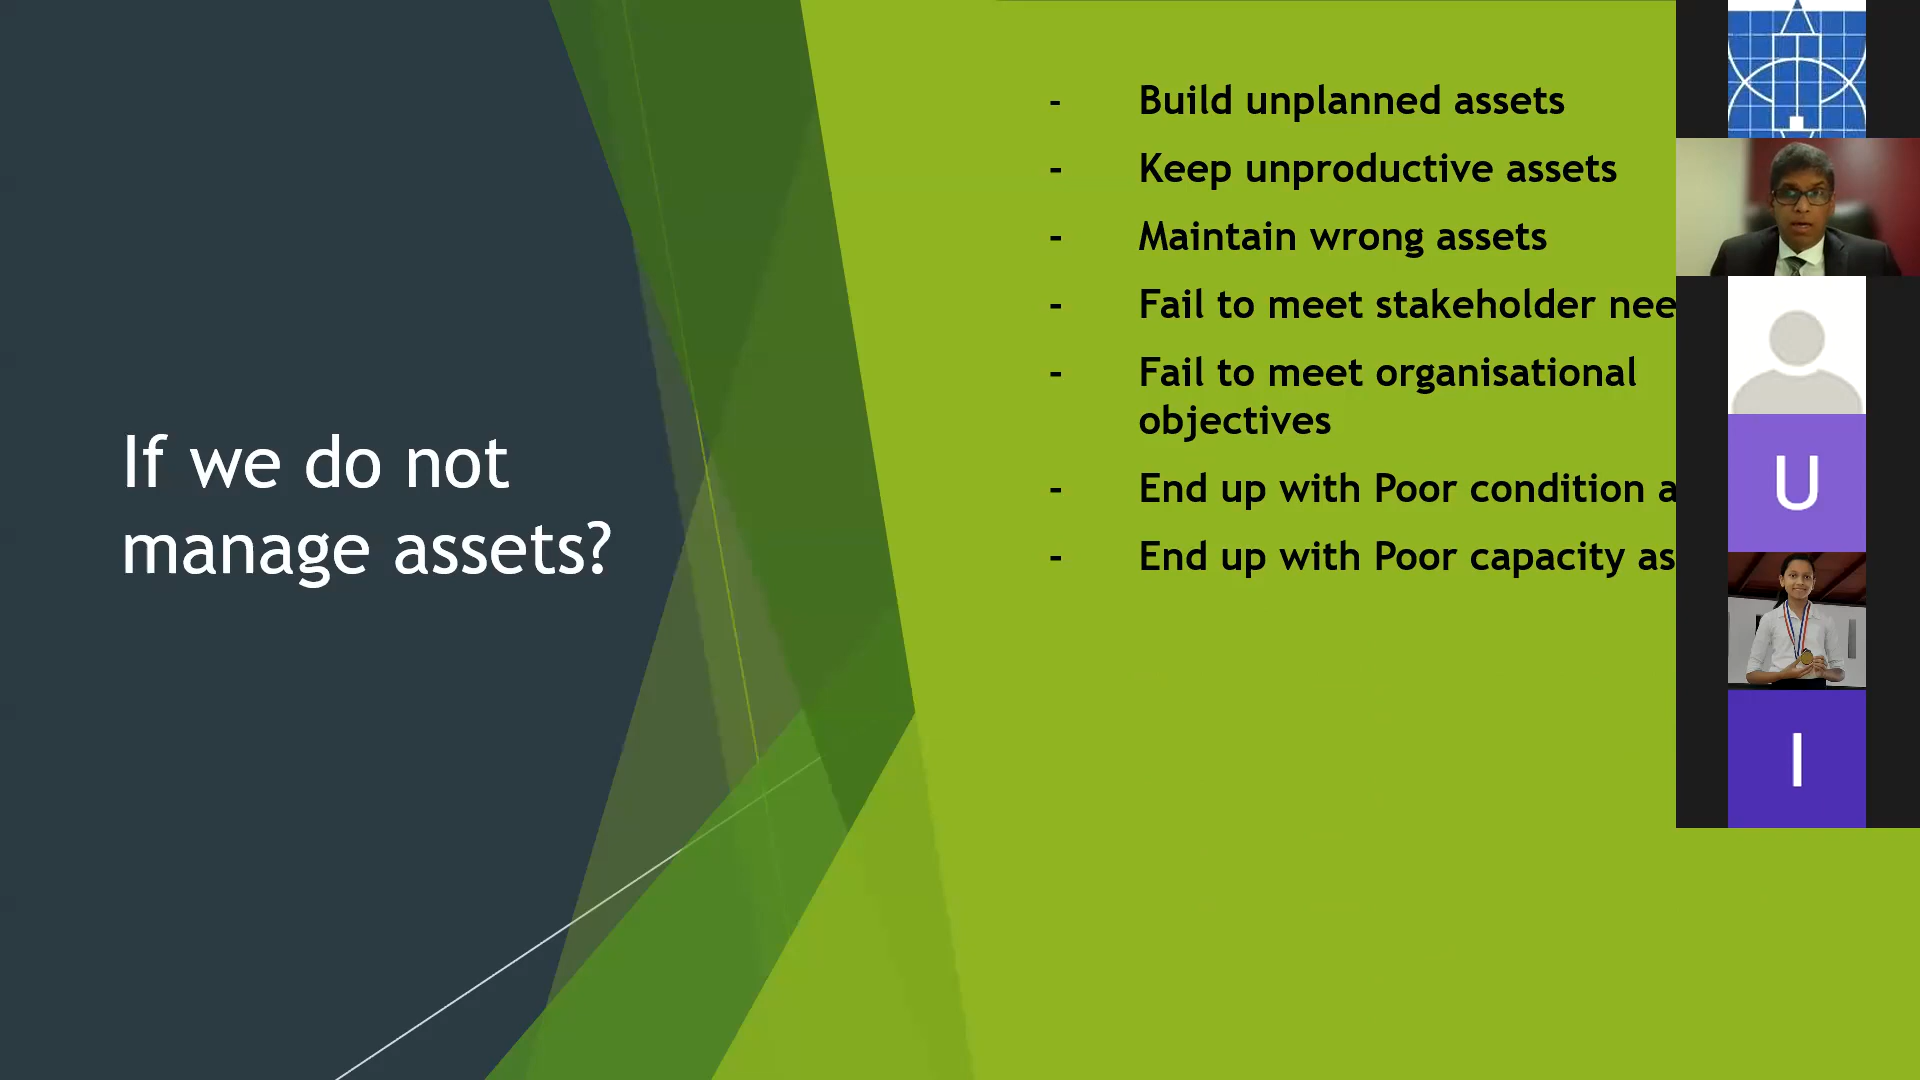 If we do not
manage assets?
- Build unplanned assets
- Keep unproductive assets
- Maintain wrong assets
- Fail to meet stakeholder nee
- Fail to meet organisational
objectives
- End up with Poor condition a
- End up with Poor capacity as
U
I